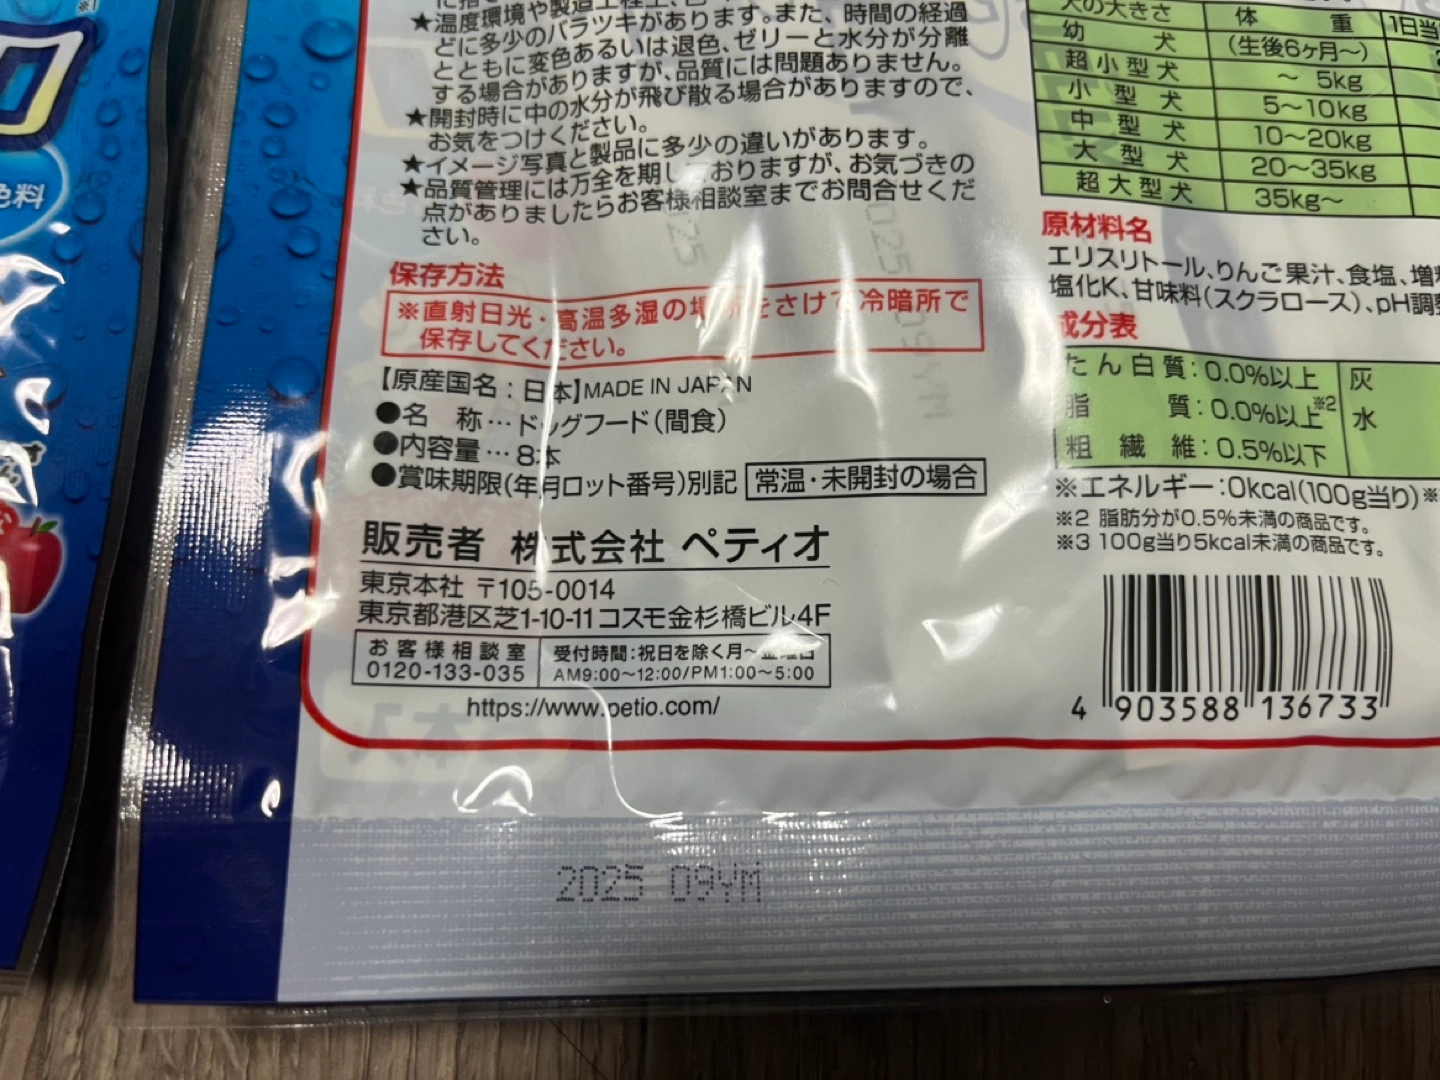 ★温度環境や製造工程上、
どに多少のバラツキがあります。また、時間の経過
とともに変色あるいは退色、ゼリーと水分が分離
する場合がありますが、品質には問題ありません。
★開封時に中の水分が飛び散る場合がありますので、
お気をつけください。
★イメージ写真と製品に多少の違いがあります。
★品質管理には万全を期しておりますが、お気づきの
点がありましたらお客様相談室までお問合せくだ
さい。
保存方法
※直射日光・高温多湿の場所をさけて冷暗所で
保存してください。
【原産国名:日本】MADE IN JAPAN
●名 称…ドッグフード(間食)
●内容量…8本
●賞味期限(年月ロット番号)別記 常温・未開封の場合
販売者 株式会社 ペティオ
東京本社 〒105-0014
東京都港区芝1-10-11コスモ金杉橋ビル4F
お客様相談室
0120-133-035
受付時間:祝日を除く月~金曜日
AM9:00~12:00/PM1:00~5:00
https://www.petio.com/
犬の大きさ 体 重 1日当
幼 犬 (生後6ヶ月~)
超小型犬 ~ 5kg
小 型 犬 5~10kg
中 型 犬 10~20kg
大 型 犬 20~35kg
超大型犬 35kg~
原材料名
エリスリトール、りんご果汁、食塩、増
塩化K、甘味料(スクラロース)、pH調
成分表
たん白質:0.0%以上 灰
脂 質:0.0%以上※2 水
粗 繊 維:0.5%以下
※エネルギー:0kcal(100g当り)※
※2 脂肪分が0.5%未満の商品です。
※3 100g当り5kcal未満の商品です。
4 903588 136733
2025 09YM
色料